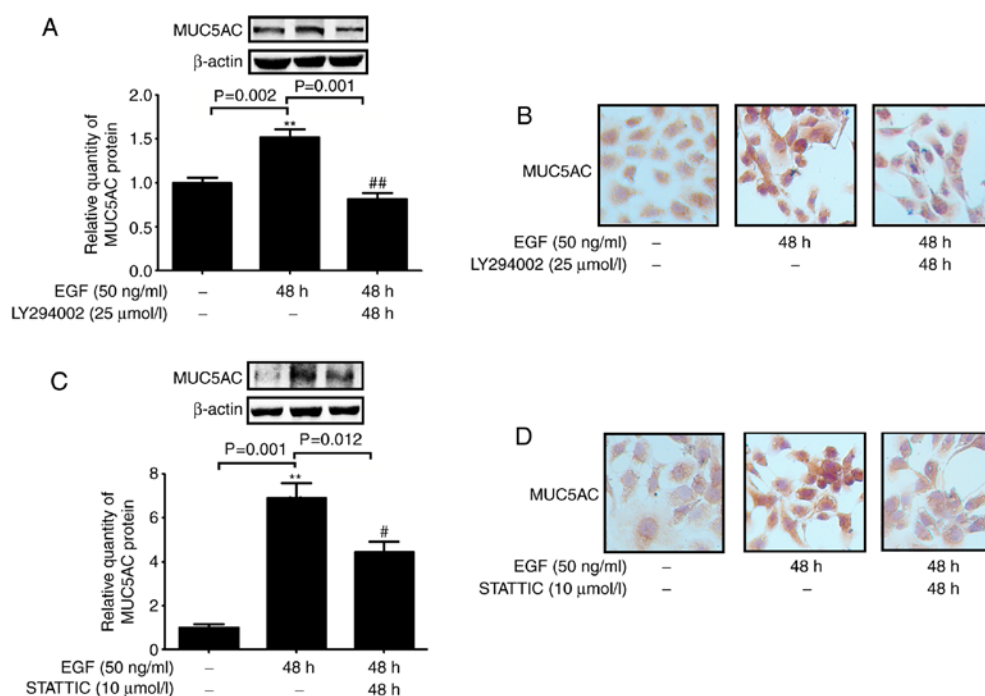 A
MUC5AC
β-actin
P=0.002
P=0.001
Relative quantity of
MUC5AC protein
2.0
1.5
1.0
0.5
0.0
**
##
EGF (50 ng/ml) – 48 h 48 h
LY294002 (25 μmol/l) – – 48 h
B
MUC5AC
EGF (50 ng/ml) – 48 h 48 h
LY294002 (25 μmol/l) – – 48 h
C
MUC5AC
β-actin
P=0.001
P=0.012
Relative quantity of
MUC5AC protein
8
6
4
2
0
**
#
EGF (50 ng/ml) – 48 h 48 h
STATTIC (10 μmol/l) – – 48 h
D
MUC5AC
EGF (50 ng/ml) – 48 h 48 h
STATTIC (10 μmol/l) – – 48 h